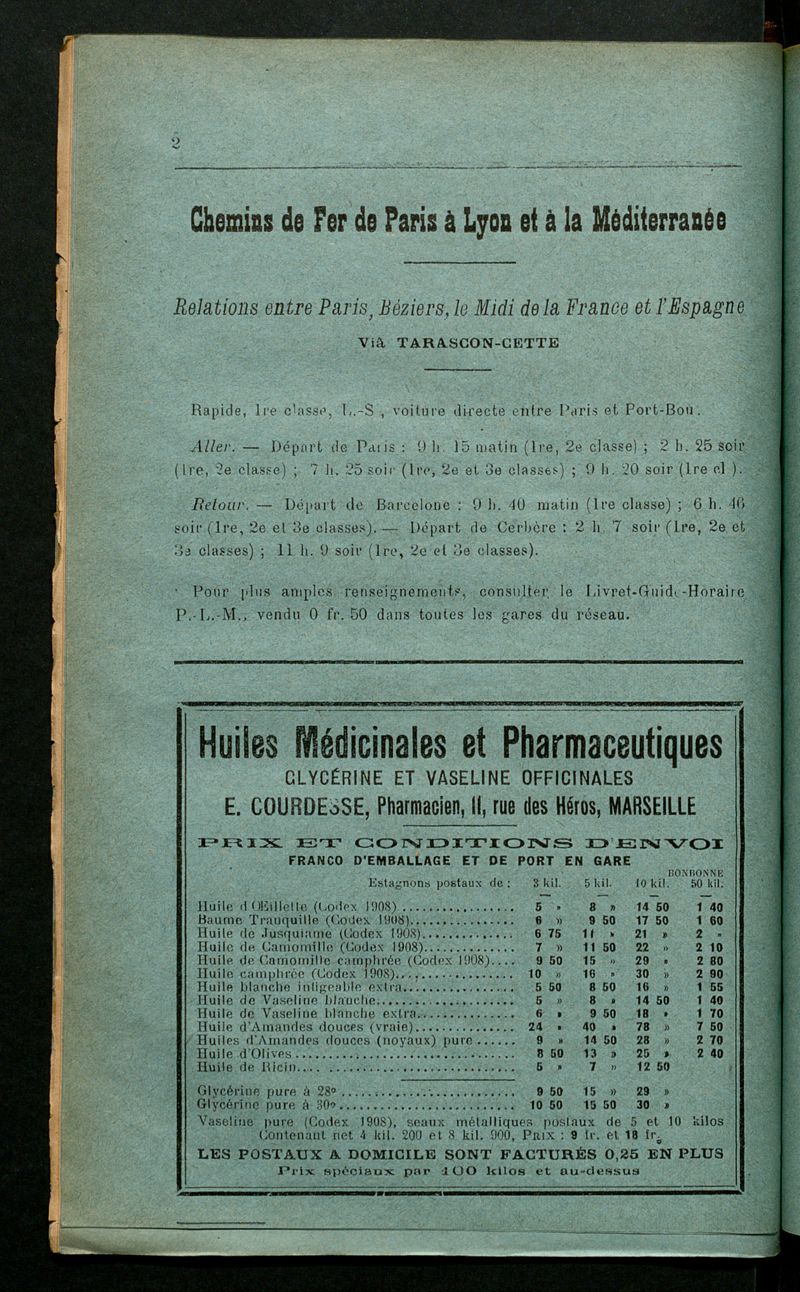 2
Chemins de Fer de Paris à Lyon et à la Méditerranée
Relations entre Paris, Béziers, le Midi de la France et l'Espagne
Viâ TARASCON-CETTE
Rapide, 1re classe, L.-S , voiture directe entre Paris et Port-Bou.
Aller. — Départ de Paris : 9 h. 15 matin (1re, 2e classe) ; 2 h. 25 soir
(1re, 2e classe) ; 7 h. 25 soir (1re, 2e et 3e classes) ; 9 h. 20 soir (1re cl ).
Retour. — Départ de Barcelone : 9 h. 40 matin (1re classe) ; 6 h. 46
soir (1re, 2e et 3e classes). — Départ de Cerbère : 2 h. 7 soir (1re, 2e et
3e classes) ; 11 h. 9 soir (1re, 2e et 3e classes).
Pour plus amples renseignements, consulter le Livret-Guide-Horaire
P.-L.-M., vendu 0 fr. 50 dans toutes les gares du réseau.
Huiles Médicinales et Pharmaceutiques
GLYCÉRINE ET VASELINE OFFICINALES
E. COURDESSE, Pharmacien, 11, rue des Héros, MARSEILLE
PRIX ET CONDITIONS D'ENVOI
FRANCO D'EMBALLAGE ET DE PORT EN GARE
BONBONNE
Estagnons postaux de : 3 kil. 5 kil. 10 kil. 50 kil.
Huile d'OEillette (Codex 1908) 5 » 8 » 14 50 1 40
Baume Tranquille (Codex 1908) 6 » 9 50 17 50 1 60
Huile de Jusquiame (Codex 1908) 6 75 11 » 21 » 2 »
Huile de Camomille (Codex 1908) 7 » 11 50 22 » 2 10
Huile de Camomille camphrée (Codex 1908) 9 50 15 » 29 » 2 80
Huile camphrée (Codex 1908) 10 » 16 » 30 » 2 90
Huile blanche infigeable extra 5 50 8 50 16 » 1 55
Huile de Vaseline blanche 5 » 8 » 14 50 1 40
Huile de Vaseline blanche extra 6 » 9 50 18 » 1 70
Huile d'Amandes douces (vraie) 24 » 40 » 78 » 7 50
Huiles d'Amandes douces (noyaux) pure 9 » 14 50 28 » 2 70
Huile d'Olives 8 50 13 » 25 » 2 40
Huile de Ricin 5 » 7 » 12 50
Glycérine pure à 28° 9 50 15 » 29 »
Glycérine pure à 30° 10 50 15 50 30 »
Vaseline pure (Codex 1908), seaux métalliques postaux de 5 et 10 kilos
Contenant net 4 kil. 200 et 8 kil. 900, PRIX : 9 fr. et 18 fr.
LES POSTAUX A DOMICILE SONT FACTURÉS 0,25 EN PLUS
Prix spéciaux par 100 kilos et au-dessus